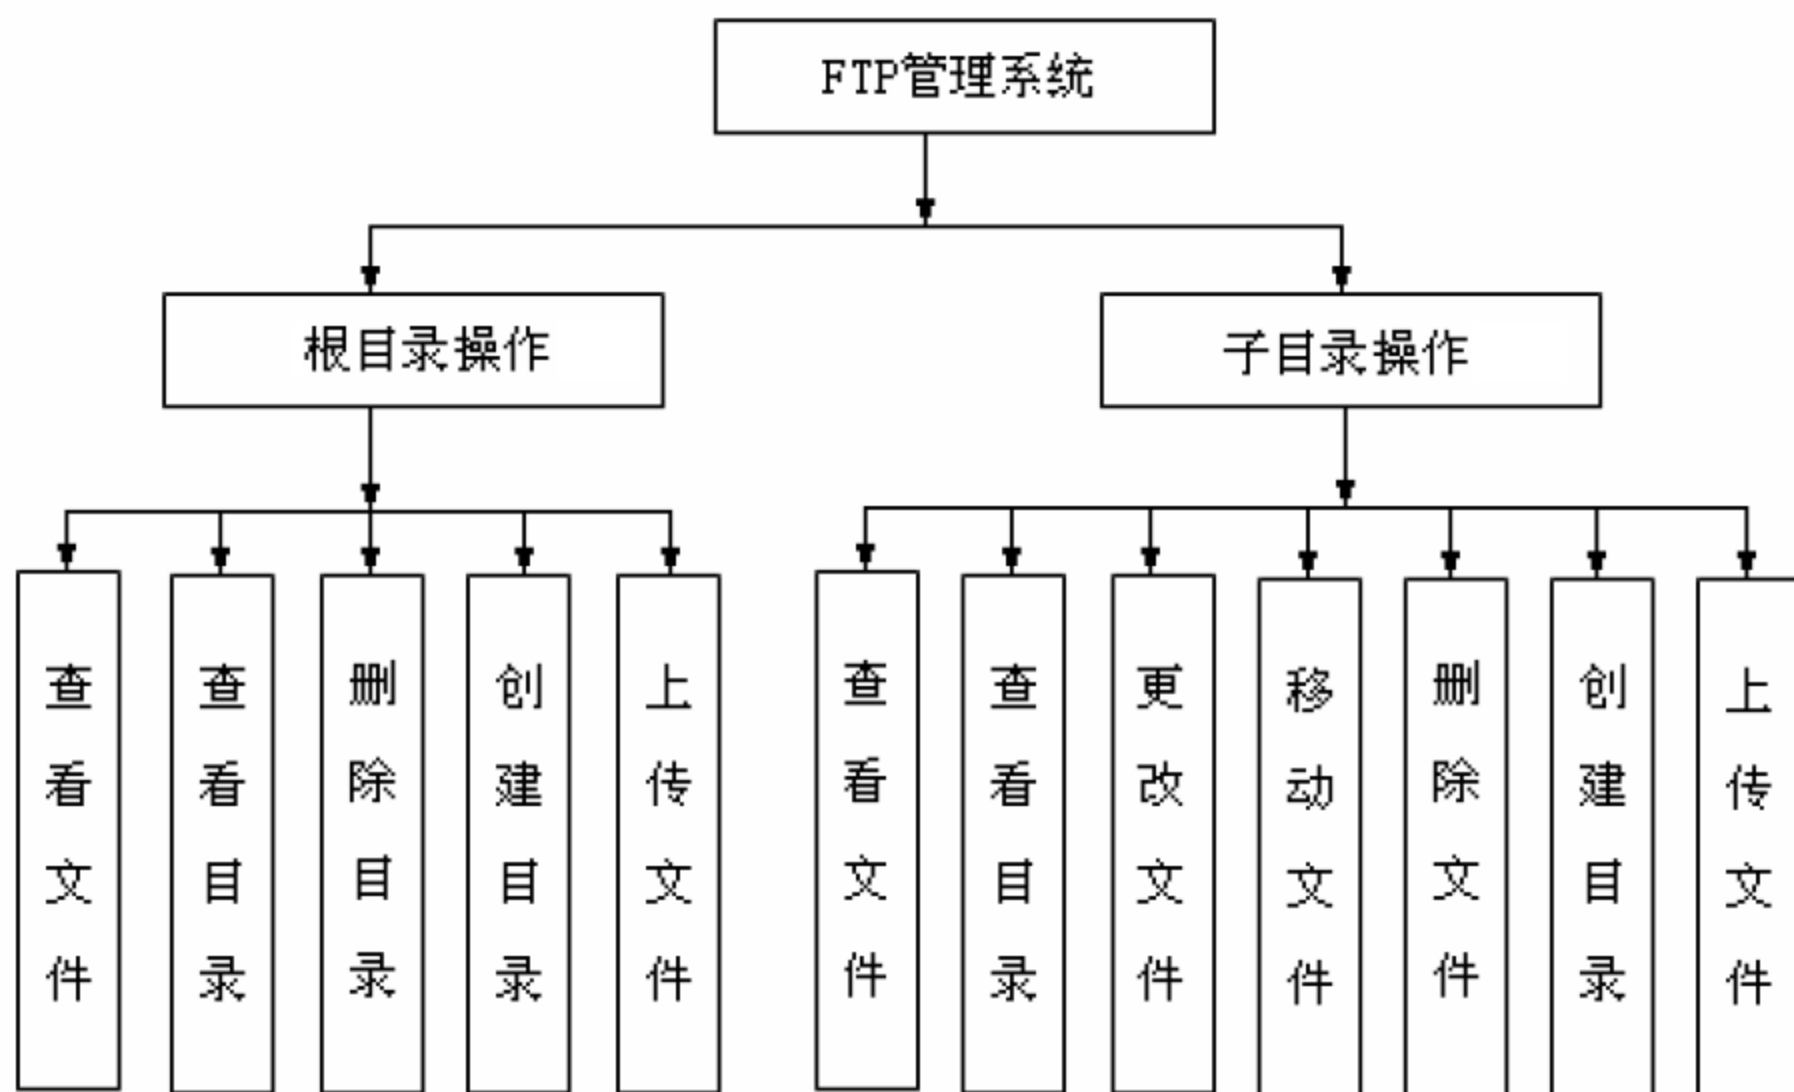 FTP管理系统
根目录操作
子目录操作
查看文件
查看目录
删除目录
创建目录
上传文件
查看文件
查看目录
更改文件
移动文件
删除文件
创建目录
上传文件